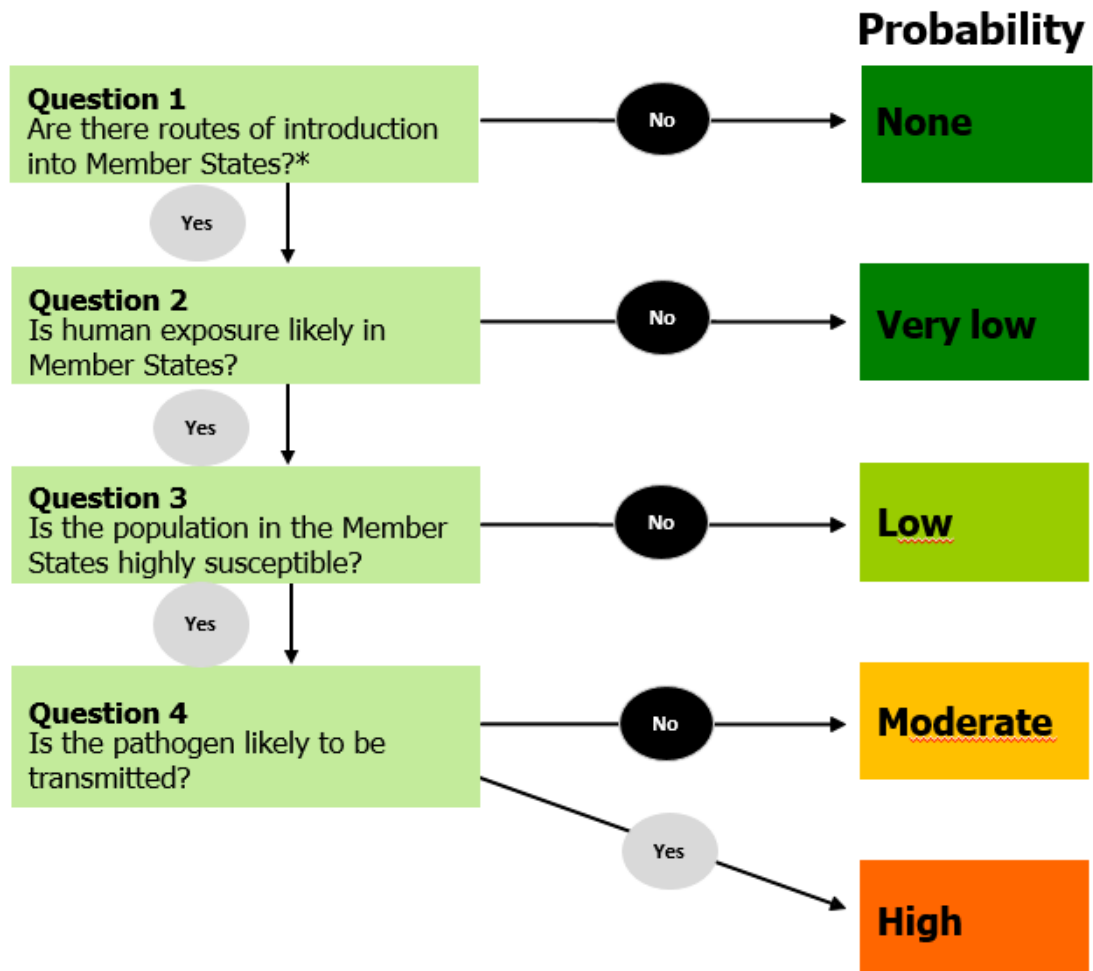 Probability
Question 1
Are there routes of introduction
into Member States?*
No
None
Yes
Question 2
Is human exposure likely in
Member States?
No
Very low
Yes
Question 3
Is the population in the Member
States highly susceptible?
No
Low
Yes
Question 4
Is the pathogen likely to be
transmitted?
No
Moderate
Yes
High